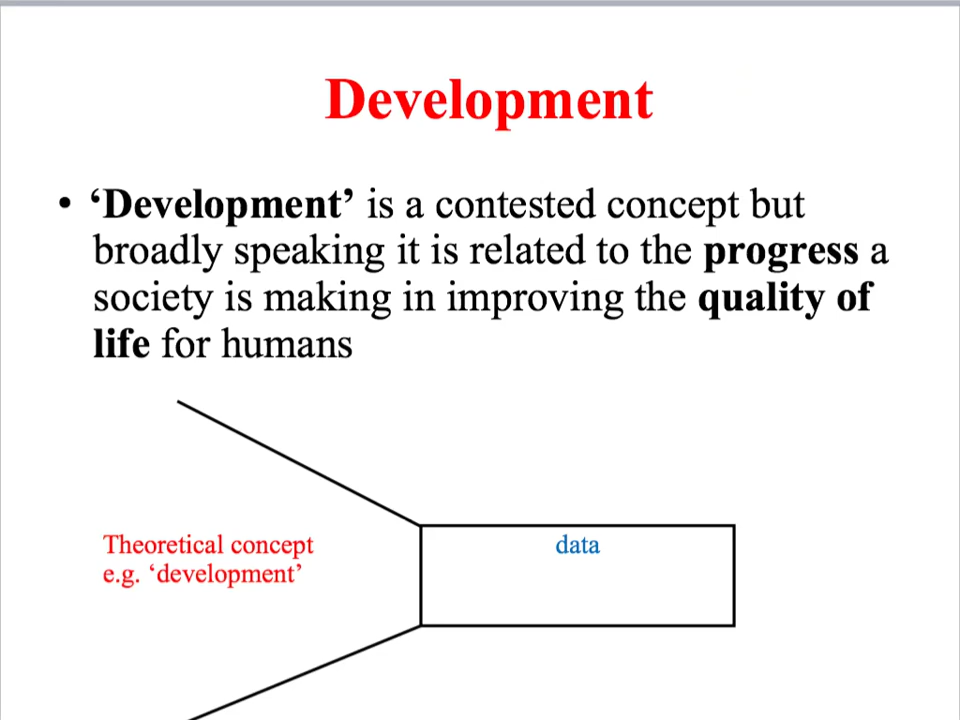 Development
• ‘Development’ is a contested concept but
broadly speaking it is related to the progress a
society is making in improving the quality of
life for humans
Theoretical concept
e.g. ‘development’
data